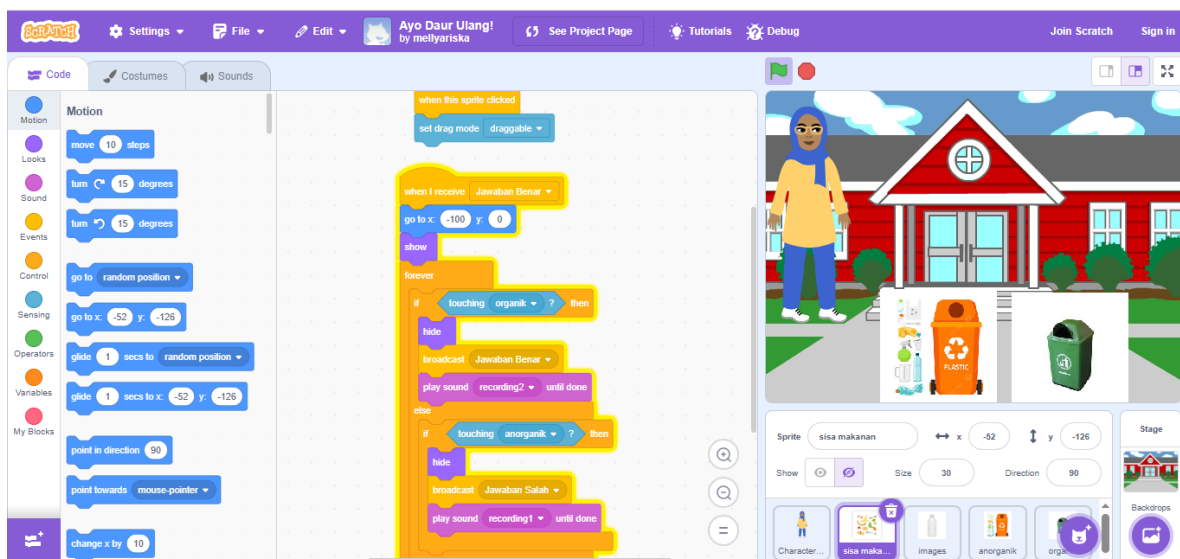 SCRATCH
Settings
File
Edit
Ayo Daur Ulang!
by mellyariska
See Project Page
Tutorials
Debug
Join Scratch
Sign in
Code
Costumes
Sounds
Motion
Looks
Sound
Events
Control
Sensing
Operators
Variables
My Blocks
Motion
move 10 steps
turn 15 degrees
turn 15 degrees
go to random position
go to x: -52 y: -126
glide 1 secs to random position
glide 1 secs to x: -52 y: -126
point in direction 90
point towards mouse-pointer
change x by 10
when this sprite clicked
set drag mode draggable
when I receive Jawaban Benar
go to x: -100 y: 0
show
forever
if touching organik ? then
hide
broadcast Jawaban Benar
play sound recording2 until done
else
if touching anorganik ? then
hide
broadcast Jawaban Salah
play sound recording1 until done
PLASTIC
Sprite sisa makanan x -52 y -126
Show Size 30 Direction 90
Character...
sisa maka...
images
anorganik
Stage
Backdrops